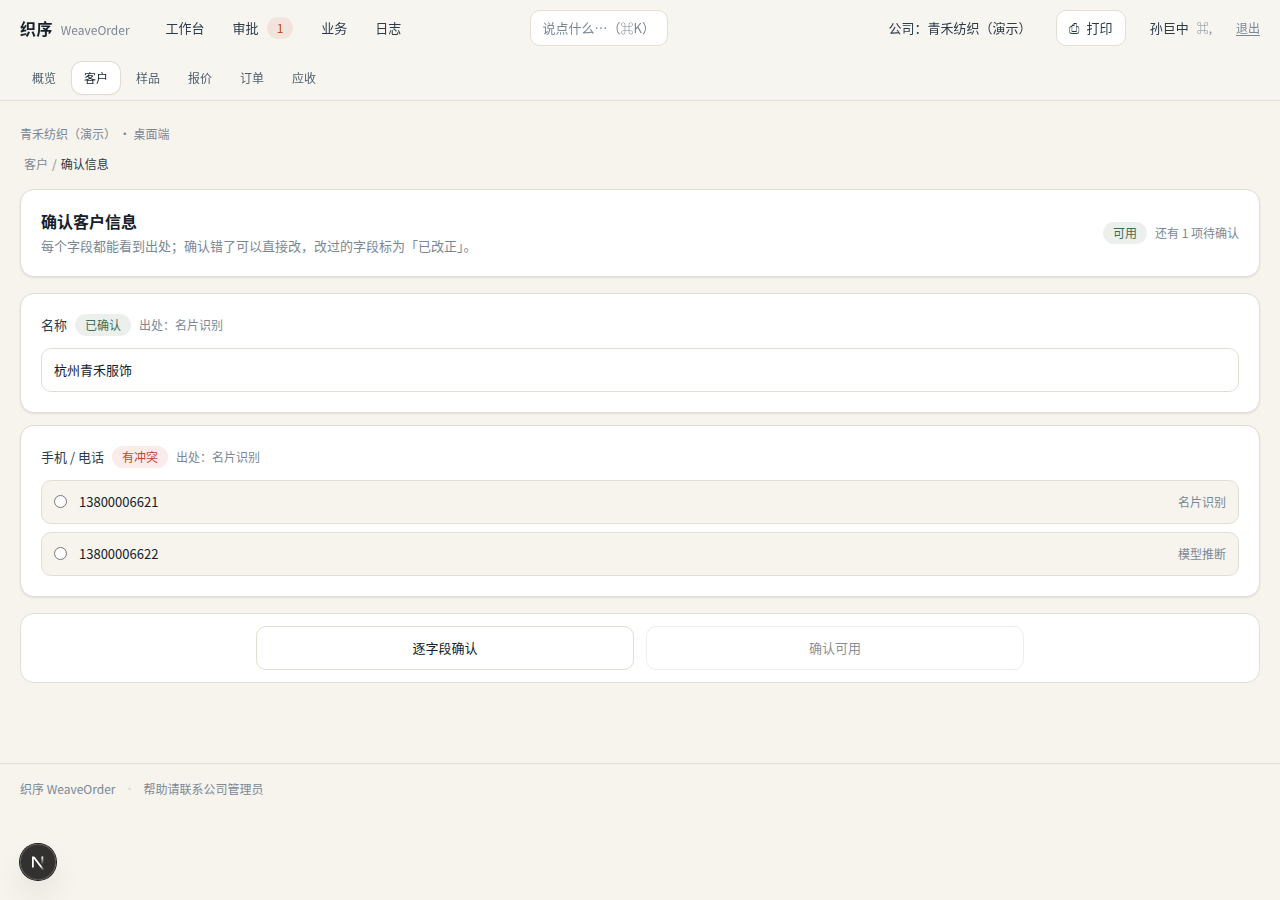 织序 WeaveOrder 工作台 审批 1 业务 日志 说点什么…（⌘K） 公司：青禾纺织（演示） 打印 孙巨中 ⌘, 退出
概览 客户 样品 报价 订单 应收
青禾纺织（演示） · 桌面端
客户 / 确认信息
确认客户信息
每个字段都能看到出处；确认错了可以直接改，改过的字段标为「已改正」。
可用 还有 1 项待确认
名称 已确认 出处：名片识别
杭州青禾服饰
手机 / 电话 有冲突 出处：名片识别
13800006621 名片识别
13800006622 模型推断
逐字段确认 确认可用
织序 WeaveOrder · 帮助请联系公司管理员
N